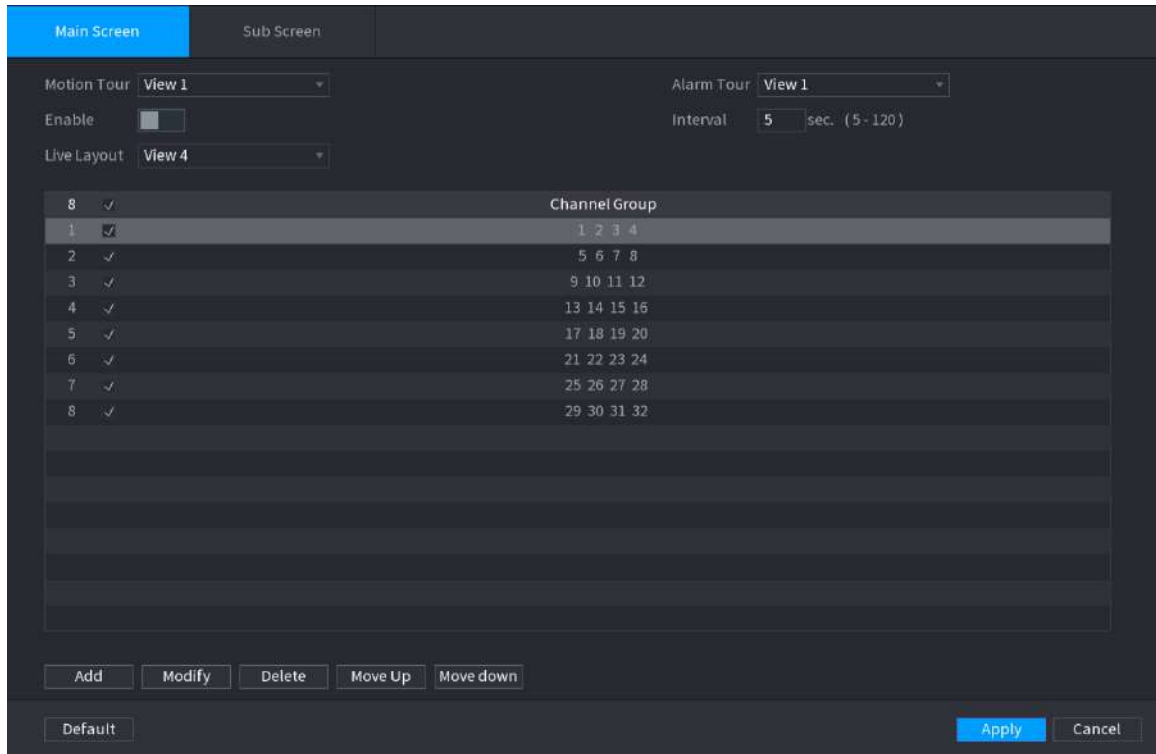 Main Screen Sub Screen
Motion Tour View 1 Alarm Tour View 1
Enable Interval 5 sec. (5-120)
Live Layout View 4
8 Channel Group
1 1 2 3 4
2 5 6 7 8
3 9 10 11 12
4 13 14 15 16
5 17 18 19 20
6 21 22 23 24
7 25 26 27 28
8 29 30 31 32
Add Modify Delete Move Up Move down
Default Apply Cancel